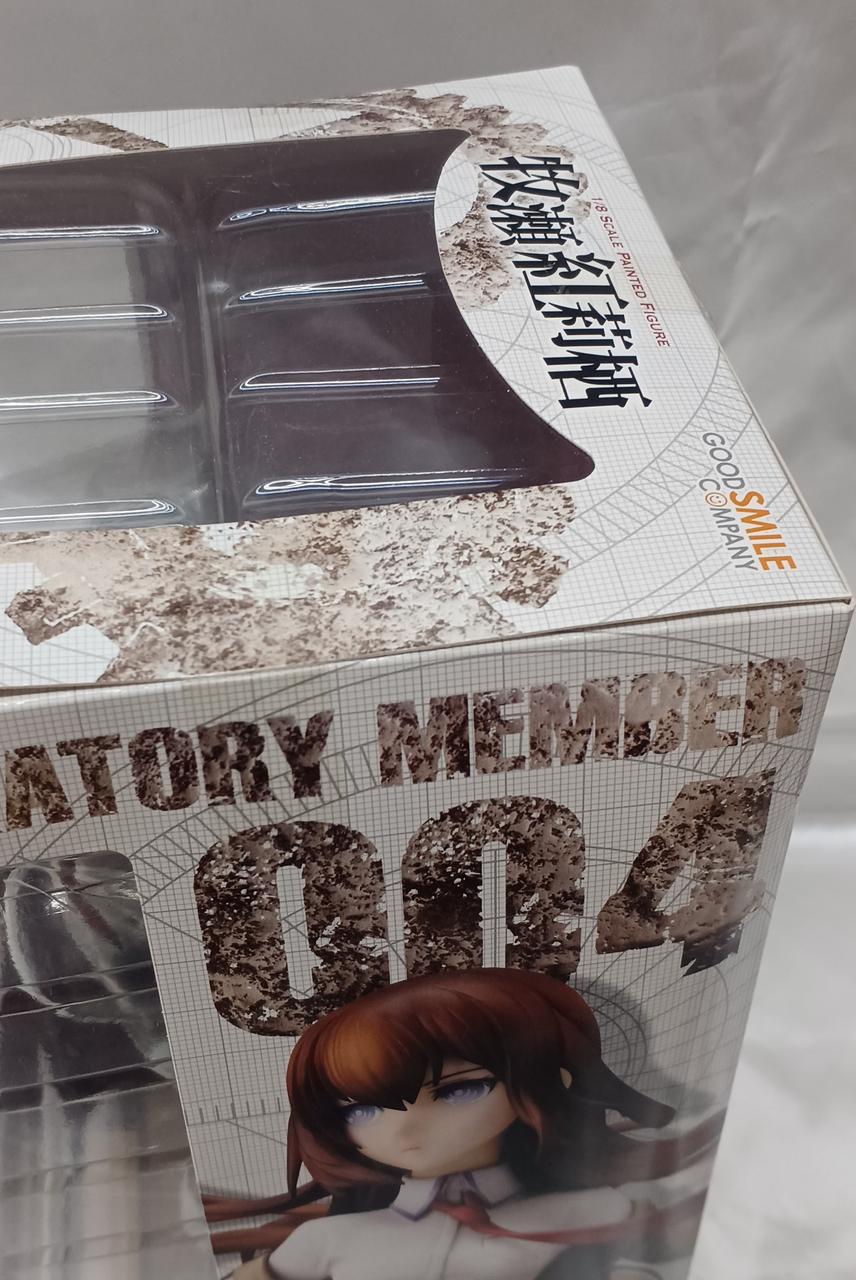 牧瀬紅莉栖
1/8 SCALE PAINTED FIGURE
GOOD SMILE
COMPANY
ATORY MEMBER
004